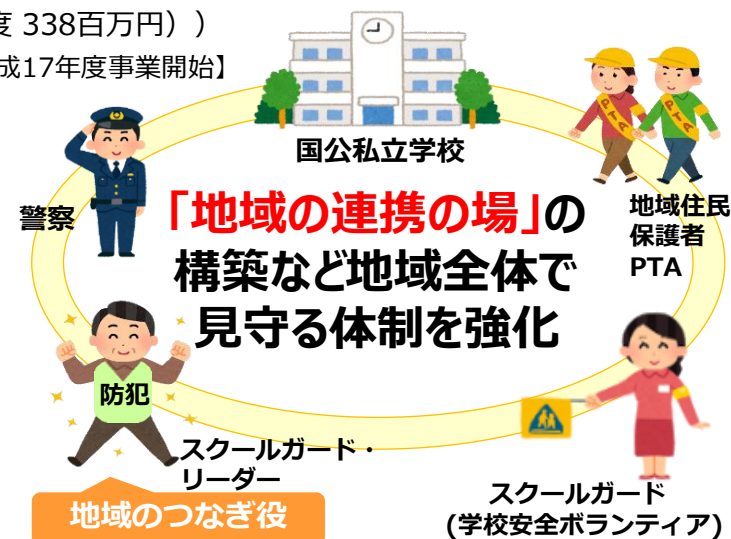 度 338百万円））
成17年度事業開始】
国公私立学校
PTA
PTA
警察
「地域の連携の場」の
構築など地域全体で
見守る体制を強化
地域住民
保護者
PTA
防犯
スクールガード・
リーダー
地域のつなぎ役
スクールガード
(学校安全ボランティア)